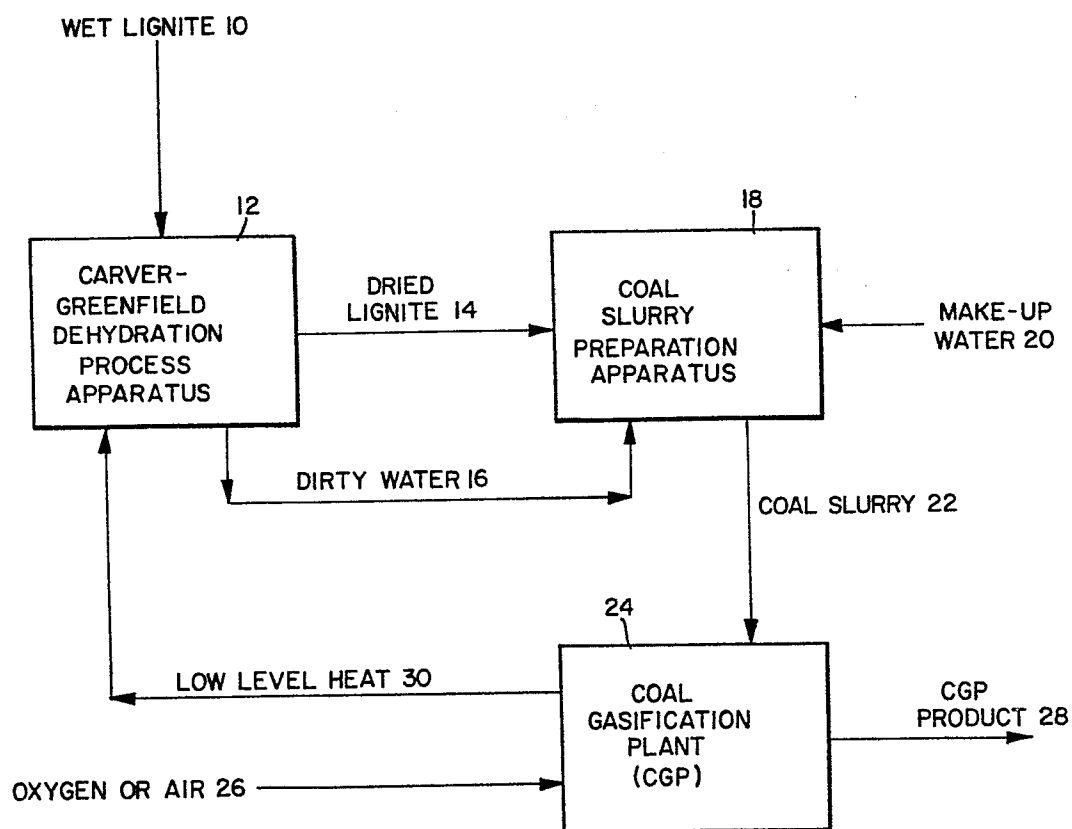 WET LIGNITE 10
12
CARVER-
GREENFIELD
DEHYDRATION
PROCESS
APPARATUS
DRIED
LIGNITE 14
18
COAL
SLURRY
PREPARATION
APPARATUS
MAKE-UP
WATER 20
DIRTY WATER 16
COAL SLURRY 22
24
COAL
GASIFICATION
PLANT
(CGP)
LOW LEVEL HEAT 30
CGP
PRODUCT 28
OXYGEN OR AIR 26